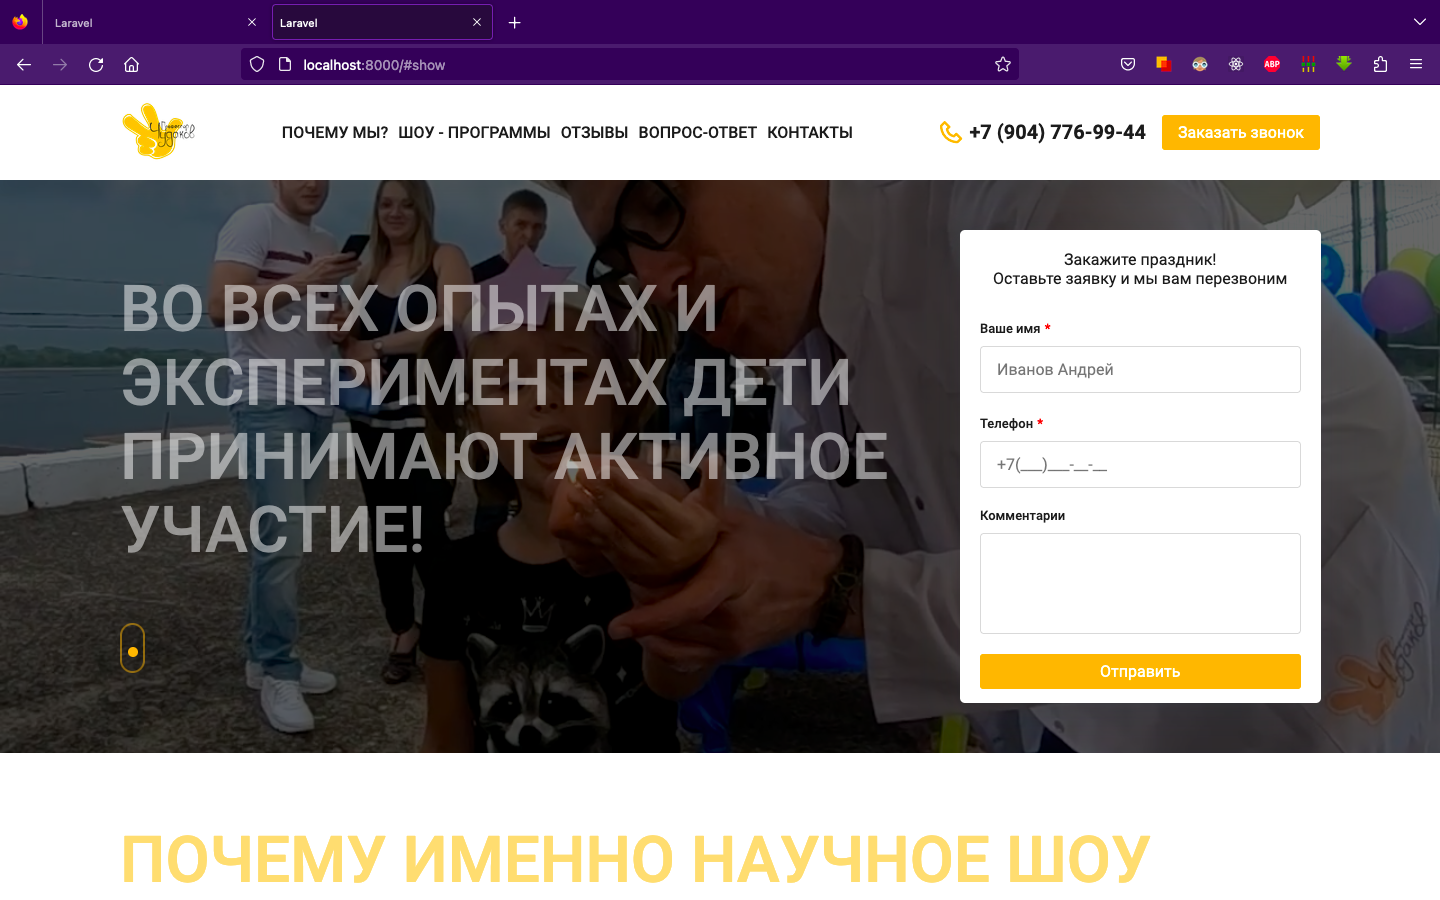 Laravel
Laravel
localhost:8000/#show
ABP
Чудаков
ПОЧЕМУ МЫ? ШОУ - ПРОГРАММЫ ОТЗЫВЫ ВОПРОС-ОТВЕТ КОНТАКТЫ
+7 (904) 776-99-44
Заказать звонок
ВО ВСЕХ ОПЫТАХ И
ЭКСПЕРИМЕНТАХ ДЕТИ
ПРИНИМАЮТ АКТИВНОЕ
УЧАСТИЕ!
Закажите праздник!
Оставьте заявку и мы вам перезвоним
Ваше имя *
Иванов Андрей
Телефон *
+7(___)___-__-__
Комментарии
Отправить
ПОЧЕМУ ИМЕННО НАУЧНОЕ ШОУ